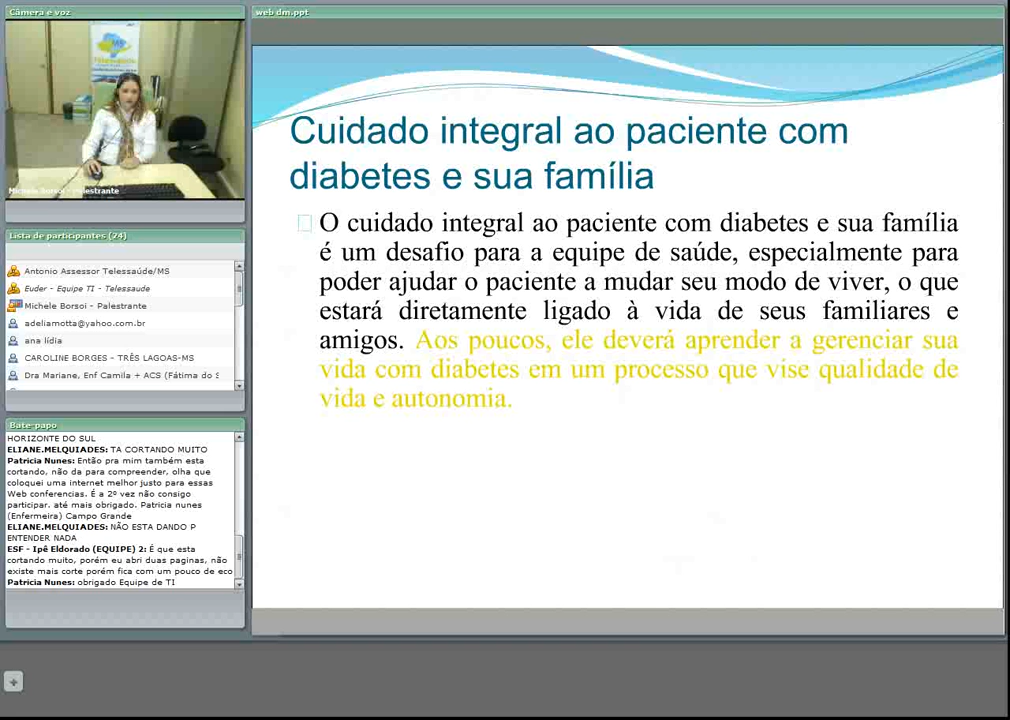 Câmera e voz
Michele Borsoi - palestrante
Lista de participantes (24)
Antonio Assessor Telessaúde/MS
Euder - Equipe TI - Telessaude
Michele Borsoi - Palestrante
adeliamotta@yahoo.com.br
ana lídia
CAROLINE BORGES - TRÊS LAGOAS-MS
Dra Mariane, Enf Camila + ACS (Fátima do S
Bate-papo
HORIZONTE DO SUL
ELIANE.MELQUIADES: TA CORTANDO MUITO
Patricia Nunes: Então pra mim também esta
cortando, não da para compreender, olha que
coloquei uma internet melhor justo para essas
Web conferencias. É a 2º vez não consigo
participar. até mais obrigado. Patricia nunes
(Enfermeira) Campo Grande
ELIANE.MELQUIADES: NÃO ESTA DANDO P
ENTENDER NADA
ESF - Ipê Eldorado (EQUIPE) 2: É que esta
cortando muito, porém eu abri duas paginas, não
existe mais corte porém fica com um pouco de eco
Patricia Nunes: obrigado Equipe de TI
web dm.ppt
Cuidado integral ao paciente com
diabetes e sua família
O cuidado integral ao paciente com diabetes e sua família
é um desafio para a equipe de saúde, especialmente para
poder ajudar o paciente a mudar seu modo de viver, o que
estará diretamente ligado à vida de seus familiares e
amigos. Aos poucos, ele deverá aprender a gerenciar sua
vida com diabetes em um processo que vise qualidade de
vida e autonomia.